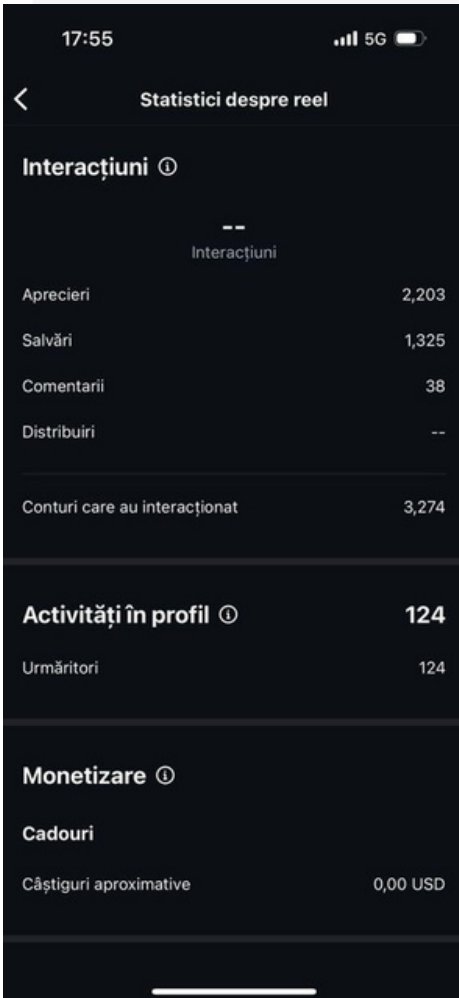 17:55 5G
Statistici despre reel
Interacțiuni
--
Interacțiuni
Aprecieri 2,203
Salvări 1,325
Comentarii 38
Distribuiri --
Conturi care au interacționat 3,274
Activități în profil 124
Urmăritori 124
Monetizare
Cadouri
Câștiguri aproximative 0,00 USD